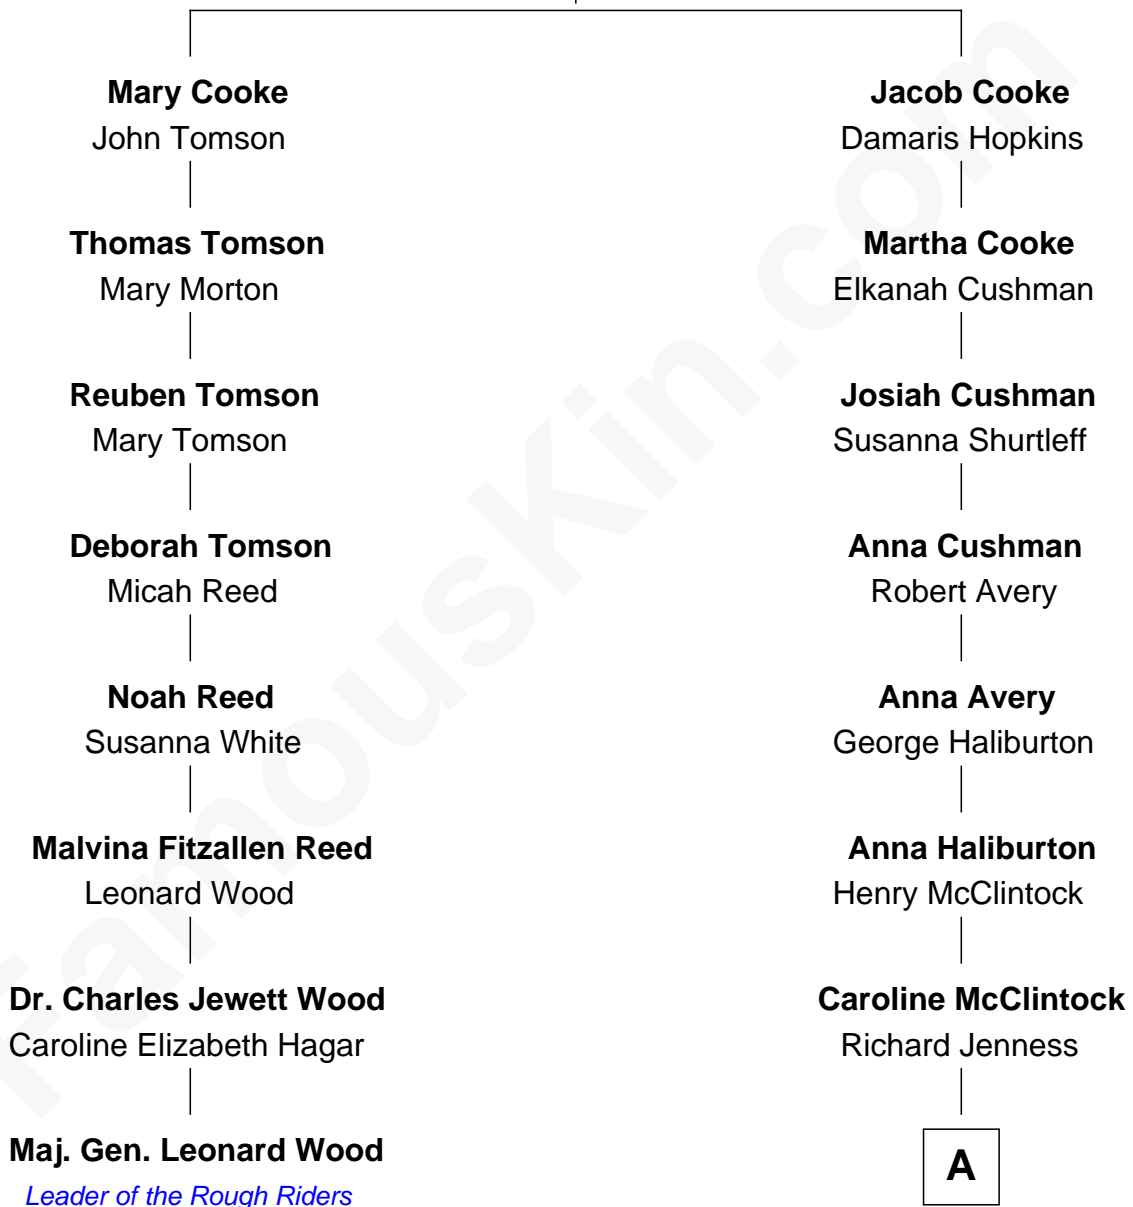 Mary Cooke
John Tomson
Thomas Tomson
Mary Morton
Reuben Tomson
Mary Tomson
Deborah Tomson
Micah Reed
Noah Reed
Susanna White
Malvina Fitzallen Reed
Leonard Wood
Dr. Charles Jewett Wood
Caroline Elizabeth Hagar
Maj. Gen. Leonard Wood
Leader of the Rough Riders
Jacob Cooke
Damaris Hopkins
Martha Cooke
Elkanah Cushman
Josiah Cushman
Susanna Shurtleff
Anna Cushman
Robert Avery
Anna Avery
George Haliburton
Anna Haliburton
Henry McClintock
Caroline McClintock
Richard Jenness
A
FamousKin.com